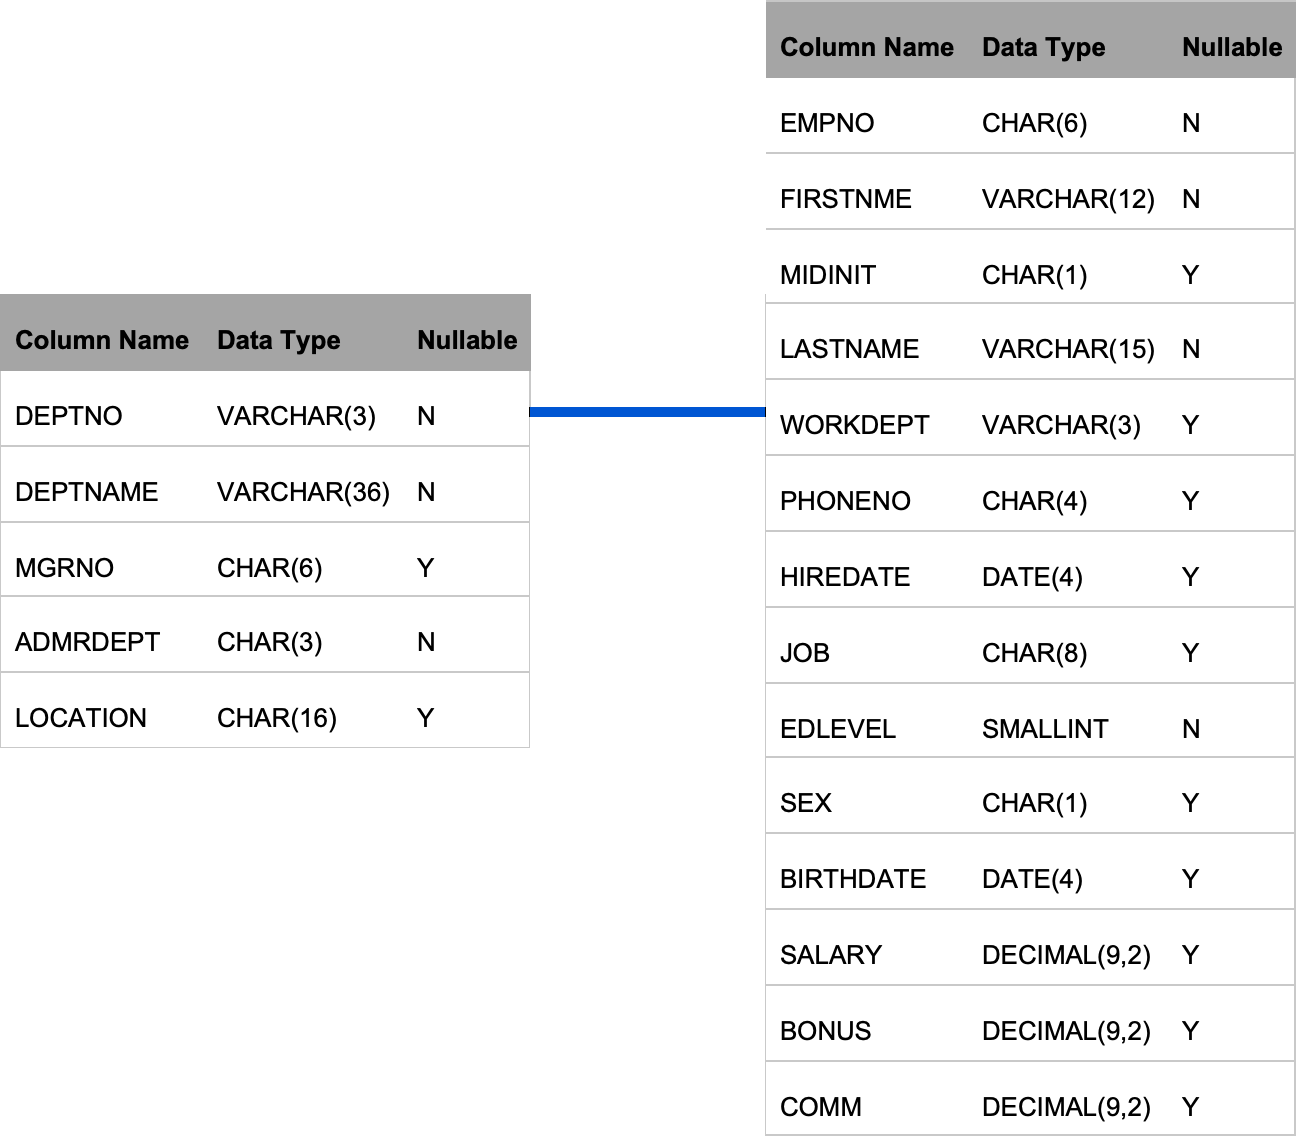 Column Name Data Type Nullable
DEPTNO VARCHAR(3) N
DEPTNAME VARCHAR(36) N
MGRNO CHAR(6) Y
ADMRDEPT CHAR(3) N
LOCATION CHAR(16) Y
Column Name Data Type Nullable
EMPNO CHAR(6) N
FIRSTNME VARCHAR(12) N
MIDINIT CHAR(1) Y
LASTNAME VARCHAR(15) N
WORKDEPT VARCHAR(3) Y
PHONENO CHAR(4) Y
HIREDATE DATE(4) Y
JOB CHAR(8) Y
EDLEVEL SMALLINT N
SEX CHAR(1) Y
BIRTHDATE DATE(4) Y
SALARY DECIMAL(9,2) Y
BONUS DECIMAL(9,2) Y
COMM DECIMAL(9,2) Y